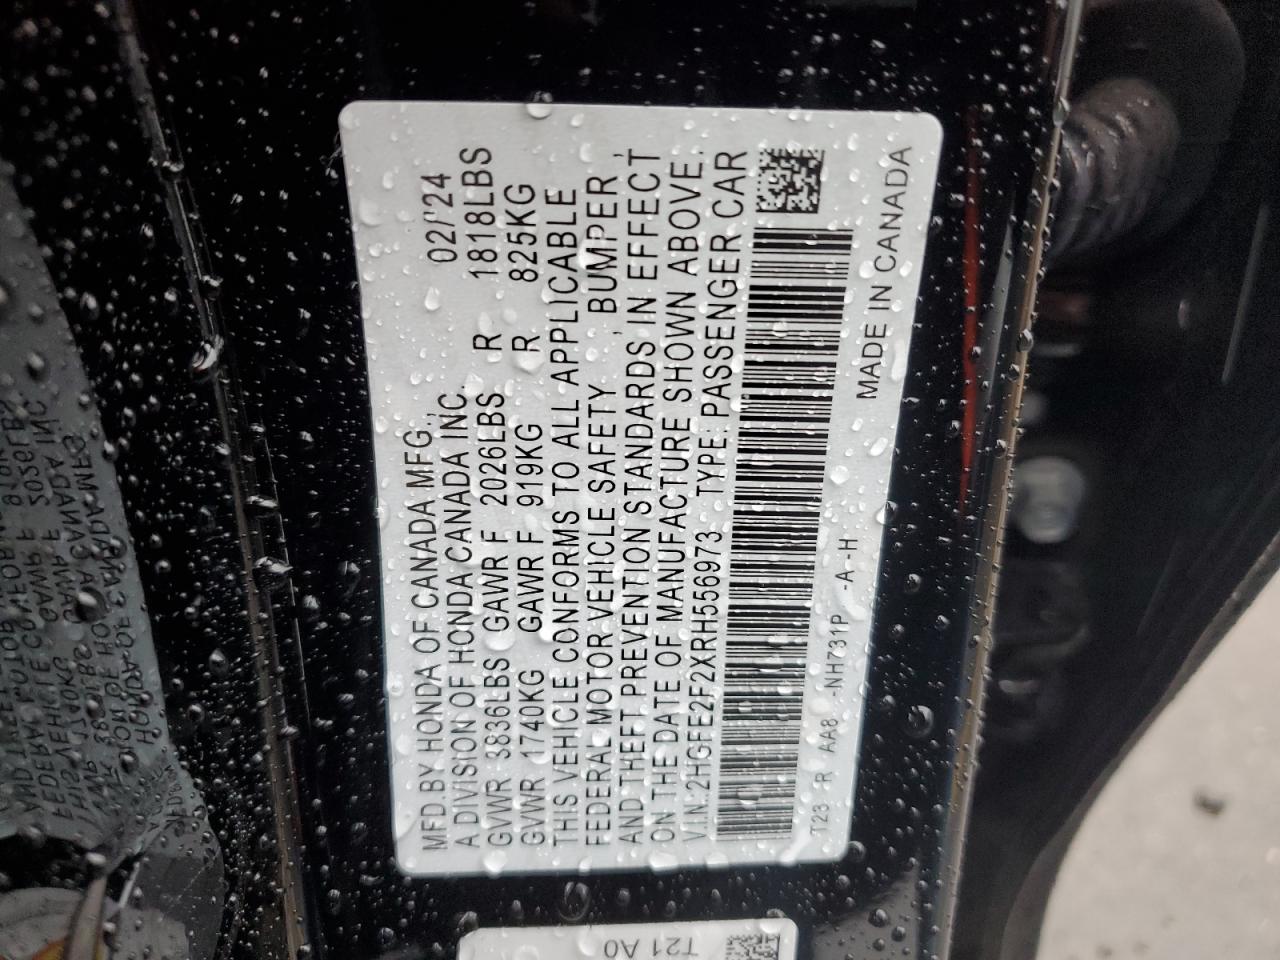 MFD. BY HONDA OF CANADA MFG., 02/'24
A DIVISION OF HONDA CANADA INC.
GVWR 3836LBS GAWR F 2026LBS R 1818LBS
GVWR 1740KG GAWR F 919KG R 825KG
THIS VEHICLE CONFORMS TO ALL APPLICABLE
FEDERAL MOTOR VEHICLE SAFETY, BUMPER,
AND THEFT PREVENTION STANDARDS IN EFFECT
ON THE DATE OF MANUFACTURE SHOWN ABOVE.
V.I.N.:2HGFE2F2XRH556973 TYPE: PASSENGER CAR
T23 R AA8 -NH731P -A-H MADE IN CANADA
T21 A0